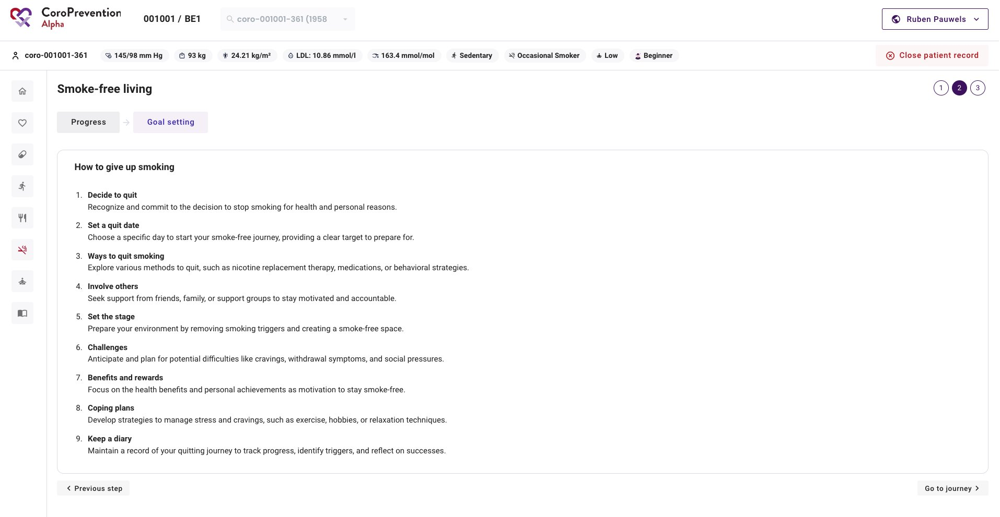 CoroPrevention
Alpha
001001 / BE1
coro-001001-361 (1958
Ruben Pauwels
coro-001001-361
145/98 mm Hg
93 kg
24.21 kg/m²
LDL: 10.86 mmol/l
163.4 mmol/mol
Sedentary
Occasional Smoker
Low
Beginner
Close patient record
Smoke-free living
1
2
3
Progress
Goal setting
How to give up smoking
1. Decide to quit
Recognize and commit to the decision to stop smoking for health and personal reasons.
2. Set a quit date
Choose a specific day to start your smoke-free journey, providing a clear target to prepare for.
3. Ways to quit smoking
Explore various methods to quit, such as nicotine replacement therapy, medications, or behavioral strategies.
4. Involve others
Seek support from friends, family, or support groups to stay motivated and accountable.
5. Set the stage
Prepare your environment by removing smoking triggers and creating a smoke-free space.
6. Challenges
Anticipate and plan for potential difficulties like cravings, withdrawal symptoms, and social pressures.
7. Benefits and rewards
Focus on the health benefits and personal achievements as motivation to stay smoke-free.
8. Coping plans
Develop strategies to manage stress and cravings, such as exercise, hobbies, or relaxation techniques.
9. Keep a diary
Maintain a record of your quitting journey to track progress, identify triggers, and reflect on successes.
Previous step
Go to journey